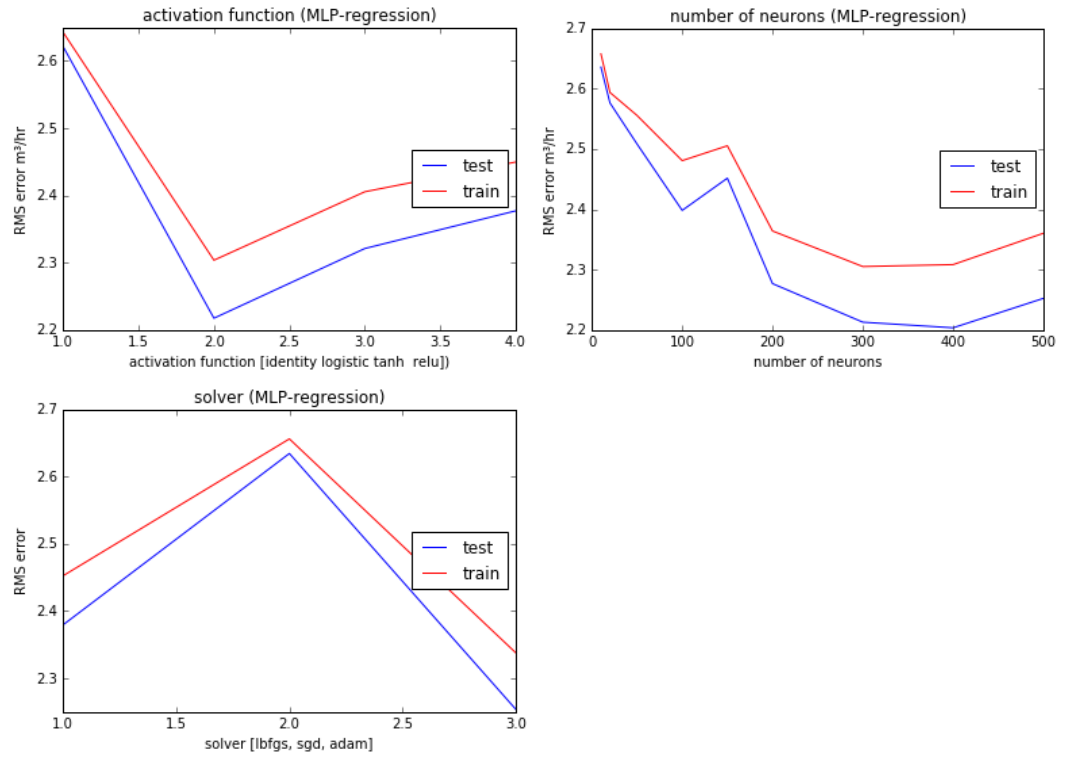 activation function (MLP-regression)
RMS error m³/hr
2.6
2.5
2.4
2.3
2.2
test
train
1.0 1.5 2.0 2.5 3.0 3.5 4.0
activation function [identity logistic tanh relu])
number of neurons (MLP-regression)
RMS error m³/hr
2.7
2.6
2.5
2.4
2.3
2.2
test
train
0 100 200 300 400 500
number of neurons
solver (MLP-regression)
RMS error
2.7
2.6
2.5
2.4
2.3
test
train
1.0 1.5 2.0 2.5 3.0
solver [lbfgs, sgd, adam]